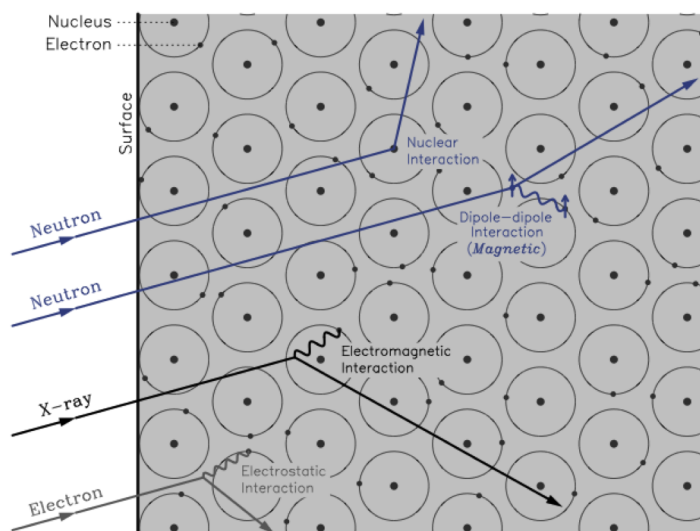 Nucleus
Electron
Surface
Nuclear
Interaction
Neutron
Dipole-dipole
Interaction
(Magnetic)
Neutron
Electromagnetic
Interaction
X-ray
Electrostatic
Interaction
Electron